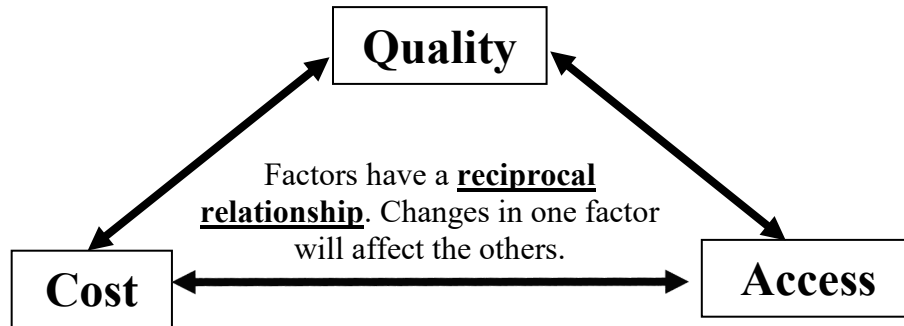 Quality
Factors have a reciprocal
relationship. Changes in one factor
will affect the others.
Cost
Access